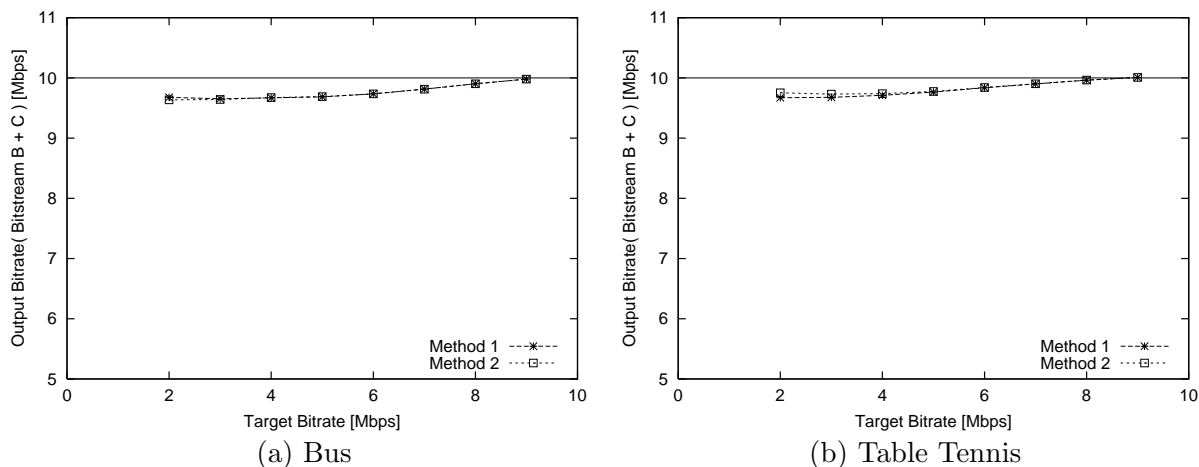 Output Bitrate( Bitstream B + C ) [Mbps]
11
10
9
8
7
6
5
Method 1
Method 2
0 2 4 6 8 10
Target Bitrate [Mbps]
(a) Bus
Output Bitrate( Bitstream B + C ) [Mbps]
11
10
9
8
7
6
5
Method 1
Method 2
0 2 4 6 8 10
Target Bitrate [Mbps]
(b) Table Tennis